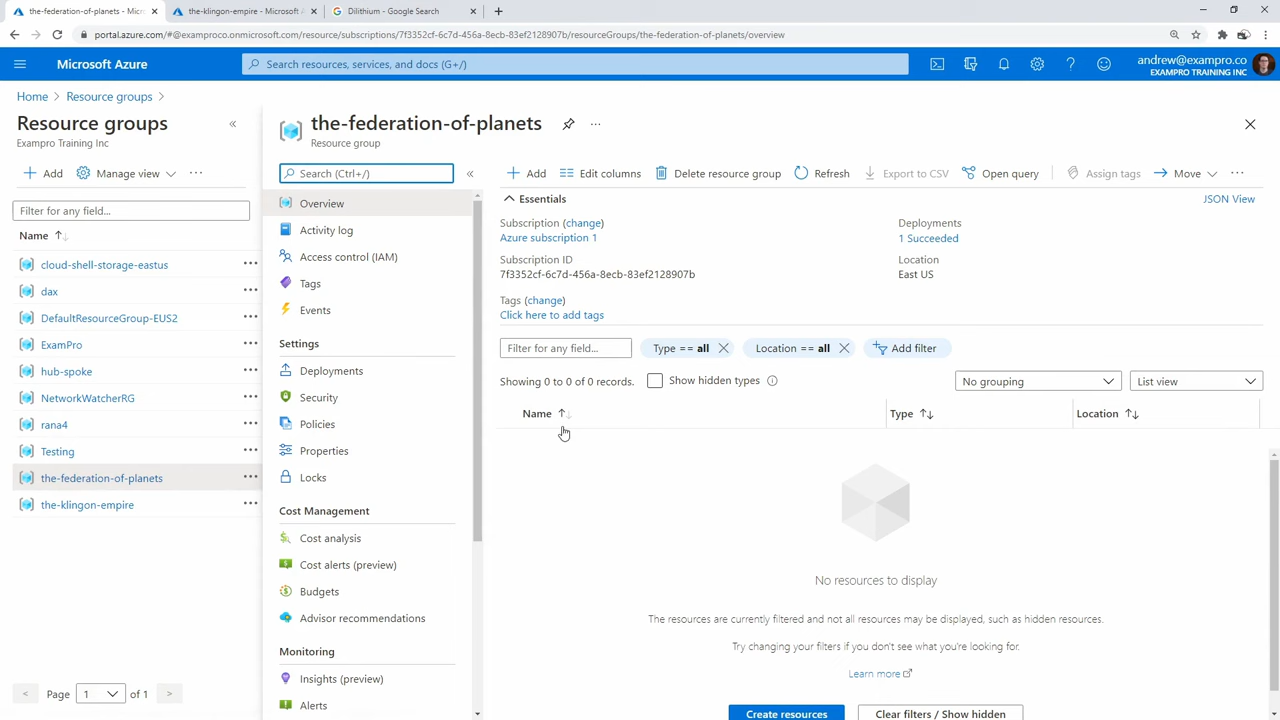 the-federation-of-planets - Micr
the-klingon-empire - Microsoft A
Dilithium - Google Search
portal.azure.com/#@examproco.onmicrosoft.com/resource/subscriptions/7f3352cf-6c7d-456a-8ecb-83ef2128907b/resourceGroups/the-federation-of-planets/overview
Microsoft Azure
Search resources, services, and docs (G+/)
andrew@exampro.co
EXAMPRO TRAINING INC
Home > Resource groups >
Resource groups
Exampro Training Inc
Add
Manage view
Filter for any field...
Name
cloud-shell-storage-eastus
dax
DefaultResourceGroup-EUS2
ExamPro
hub-spoke
NetworkWatcherRG
rana4
Testing
the-federation-of-planets
the-klingon-empire
Page 1 of 1
the-federation-of-planets
Resource group
Search (Ctrl+/)
Overview
Activity log
Access control (IAM)
Tags
Events
Settings
Deployments
Security
Policies
Properties
Locks
Cost Management
Cost analysis
Cost alerts (preview)
Budgets
Advisor recommendations
Monitoring
Insights (preview)
Alerts
Add
Edit columns
Delete resource group
Refresh
Export to CSV
Open query
Assign tags
Move
Essentials
JSON View
Subscription (change)
Azure subscription 1
Subscription ID
7f3352cf-6c7d-456a-8ecb-83ef2128907b
Tags (change)
Click here to add tags
Deployments
1 Succeeded
Location
East US
Filter for any field...
Type == all
Location == all
Add filter
Showing 0 to 0 of 0 records.
Show hidden types
No grouping
List view
Name
Type
Location
No resources to display
The resources are currently filtered and not all resources may be displayed, such as hidden resources.
Try changing your filters if you don't see what you're looking for.
Learn more
Create resources
Clear filters / Show hidden